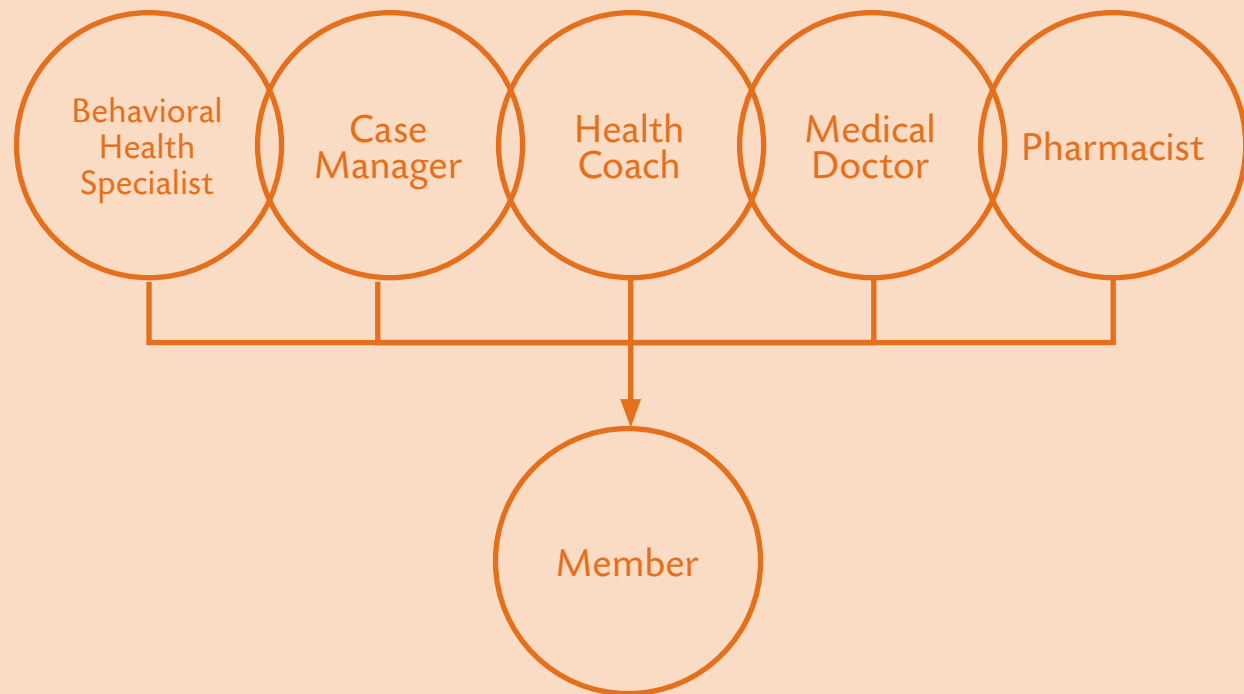 Behavioral
Health
Specialist
Case
Manager
Health
Coach
Medical
Doctor
Pharmacist
Member